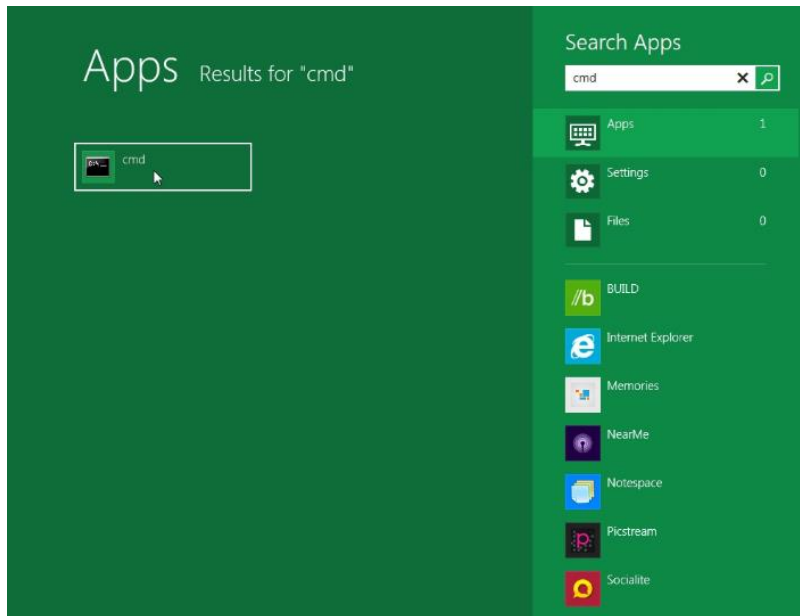 Apps Results for "cmd"
cmd
Search Apps
cmd
Apps 1
Settings 0
Files 0
//b BUILD
Internet Explorer
Memories
NearMe
Notespace
Picstream
Socialite